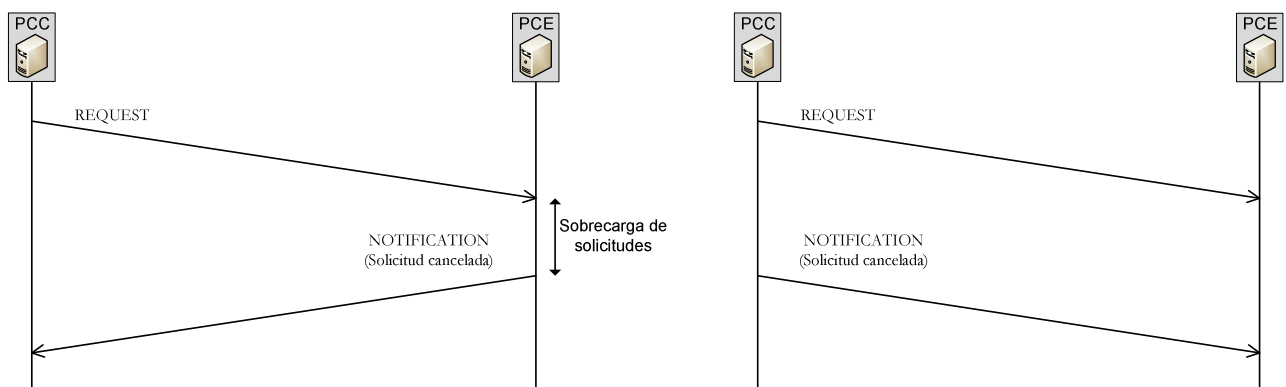 PCC
PCE
REQUEST
Sobrecarga de
solicitudes
NOTIFICATION
(Solicitud cancelada)
PCC
PCE
REQUEST
NOTIFICATION
(Solicitud cancelada)